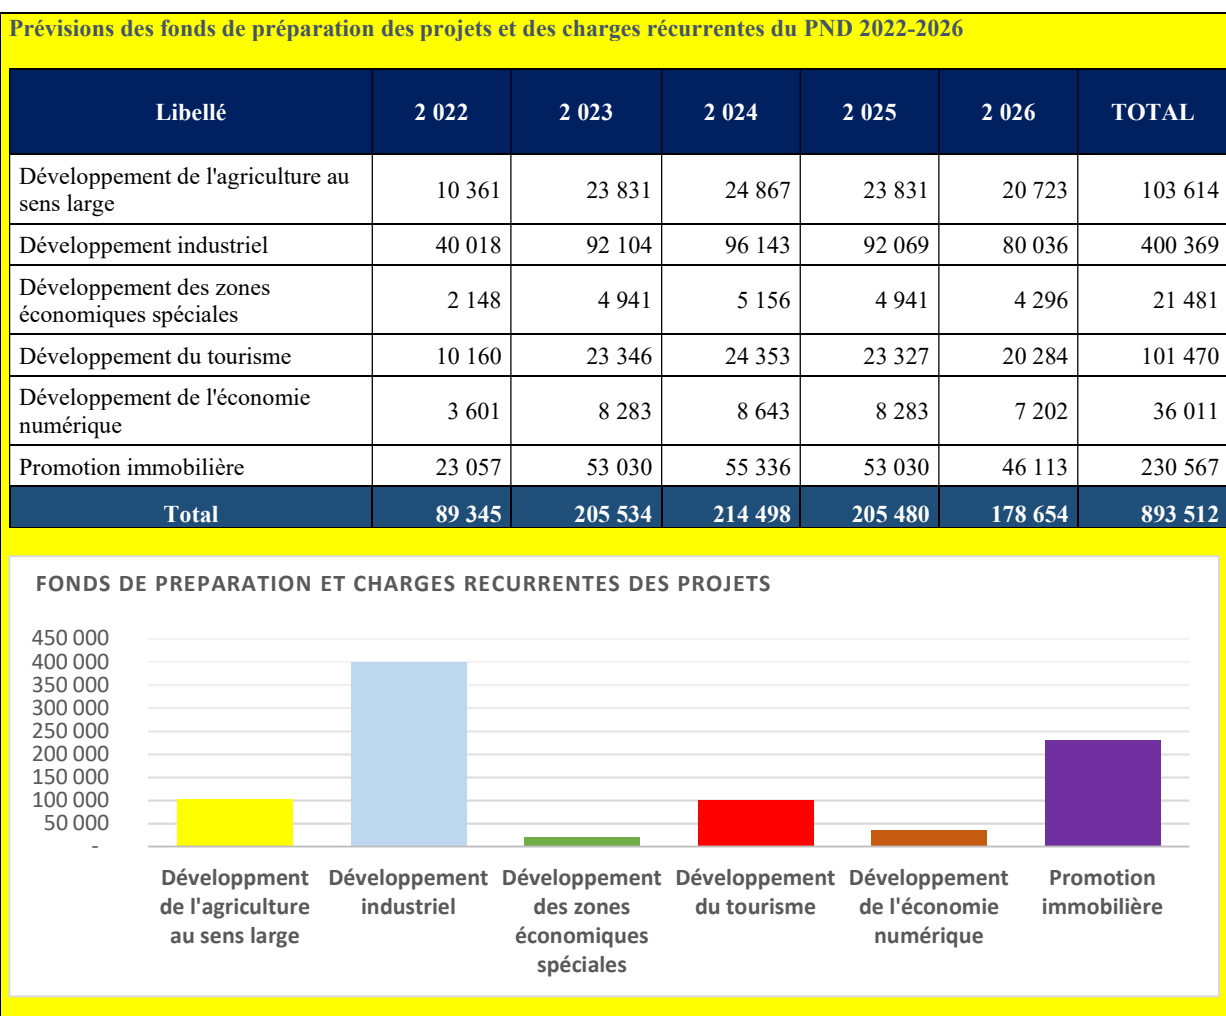 Prévisions des fonds de préparation des projets et des charges récurrentes du PND 2022-2026
Libellé 2 022 2 023 2 024 2 025 2 026 TOTAL
Développement de l'agriculture au
sens large 10 361 23 831 24 867 23 831 20 723 103 614
Développement industriel 40 018 92 104 96 143 92 069 80 036 400 369
Développement des zones
économiques spéciales 2 148 4 941 5 156 4 941 4 296 21 481
Développement du tourisme 10 160 23 346 24 353 23 327 20 284 101 470
Développement de l'économie
numérique 3 601 8 283 8 643 8 283 7 202 36 011
Promotion immobilière 23 057 53 030 55 336 53 030 46 113 230 567
Total 89 345 205 534 214 498 205 480 178 654 893 512
FONDS DE PREPARATION ET CHARGES RECURRENTES DES PROJETS
450 000
400 000
350 000
300 000
250 000
200 000
150 000
100 000
50 000
-
Développment
de l'agriculture
au sens large
Développement
industriel
Développement
des zones
économiques
spéciales
Développement
du tourisme
Développement
de l'économie
numérique
Promotion
immobilière